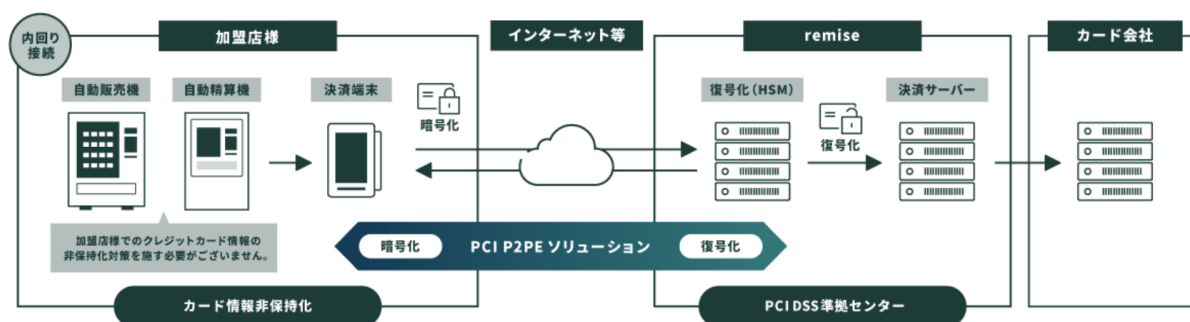 内回り
接続
加盟店様
インターネット等
remise
カード会社
自動販売機
自動精算機
決済端末
暗号化
復号化(HSM)
復号化
決済サーバー
加盟店様でのクレジットカード情報の
非保持化対策を施す必要がございません。
暗号化
PCI P2PE ソリューション
復号化
カード情報非保持化
PCI DSS準拠センター